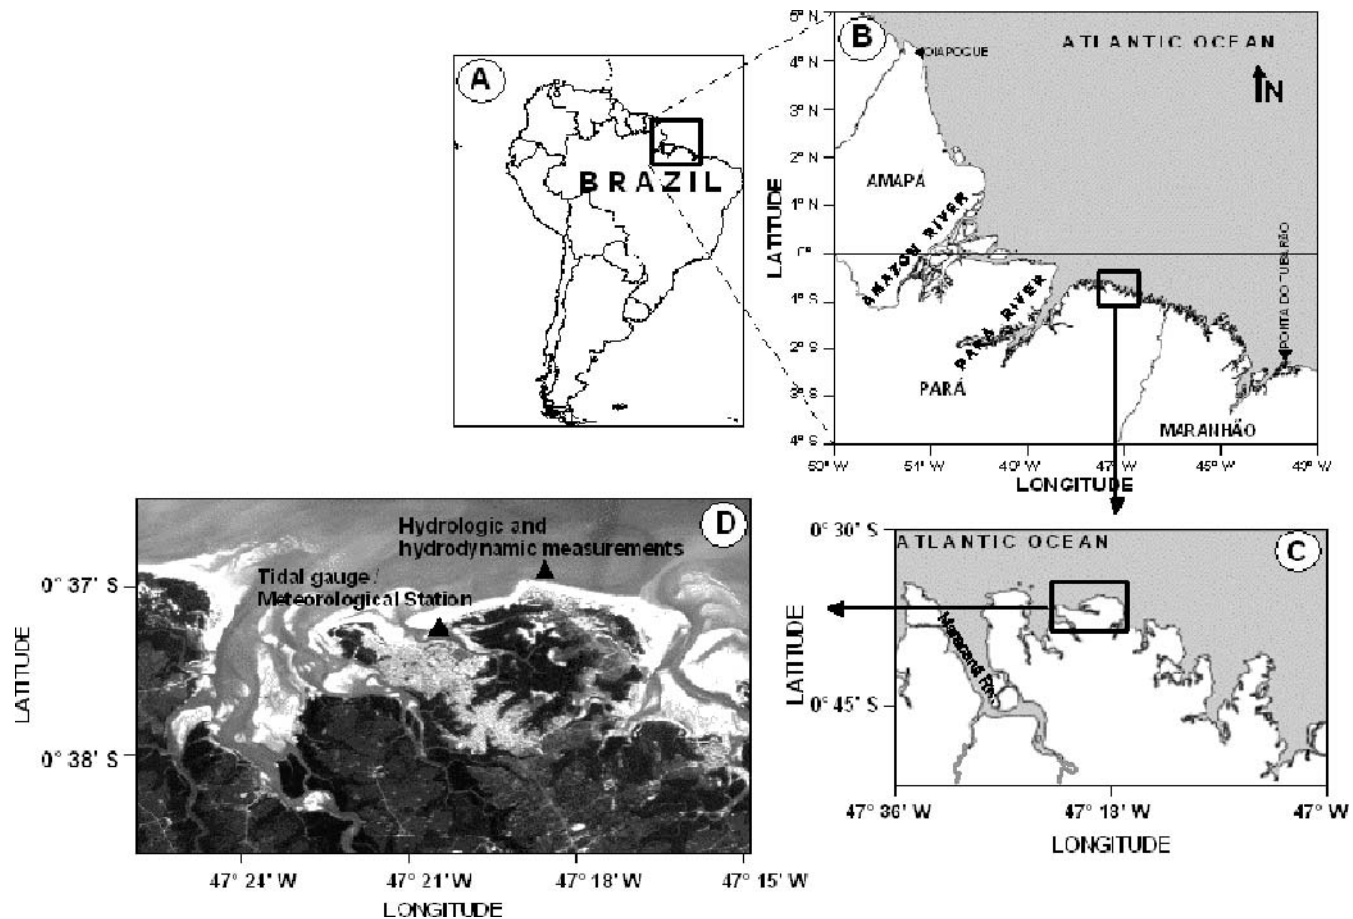 A
BRAZIL
B
ATLANTIC OCEAN
OIAPOQUE
N
5° N
4° N
3° N
2° N
1° N
0°
1° S
2° S
3° S
4° S
LATITUDE
AMAPÁ
AMAZON RIVER
PARÁ RIVER
PARÁ
MARANHÃO
PONTA DO TUBARÃO
51° W
49° W
47° W
45° W
LONGITUDE
D
Hydrologic and
hydrodynamic measurements
Tidal gauge /
Meteorological Station
0° 37' S
0° 38' S
LATITUDE
47° 24' W
47° 21' W
47° 18' W
47° 15' W
LONGITUDE
C
ATLANTIC OCEAN
0° 30' S
0° 45' S
LATITUDE
47° 36' W
47° 18' W
47° W
LONGITUDE